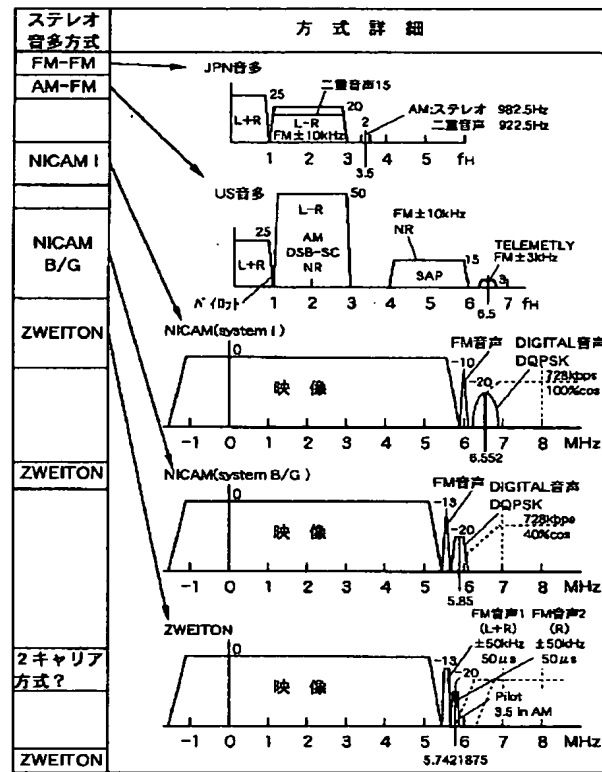 ステレオ
音多方式
方式詳細
FM-FM
AM-FM
NICAM I
NICAM
B/G
ZWEITON
ZWEITON
2キャリア
方式?
ZWEITON
JPN音多
二重音声15
25
20
L+R
L-R
FM±10kHz
2
AM:ステレオ 982.5Hz
二重音声 922.5Hz
1 2 3 4 5 fH
3.5
US音多
50
25
L-R
AM
DSB-SC
NR
L+R
FM±10kHz
NR
15
SAP
TELEMETLY
FM±3kHz
3
パイロット
1 2 3 4 5 6 7 fH
6.5
NICAM(system I)
0
映像
FM音声
-10
DIGITAL音声
DQPSK
-20
728kbps
100%cos
-1 0 1 2 3 4 5 6 7 8 MHz
6.552
NICAM(system B/G)
0
映像
FM音声
-13
DIGITAL音声
DQPSK
-20
728kbps
40%cos
-1 0 1 2 3 4 5 6 7 8 MHz
5.85
ZWEITON
0
映像
FM音声1 FM音声2
(L+R) (R)
±50kHz ±50kHz
50μs 50μs
-13
-20
Pilot
3.5 in AM
-1 0 1 2 3 4 5 6 7 8 MHz
5.7421875